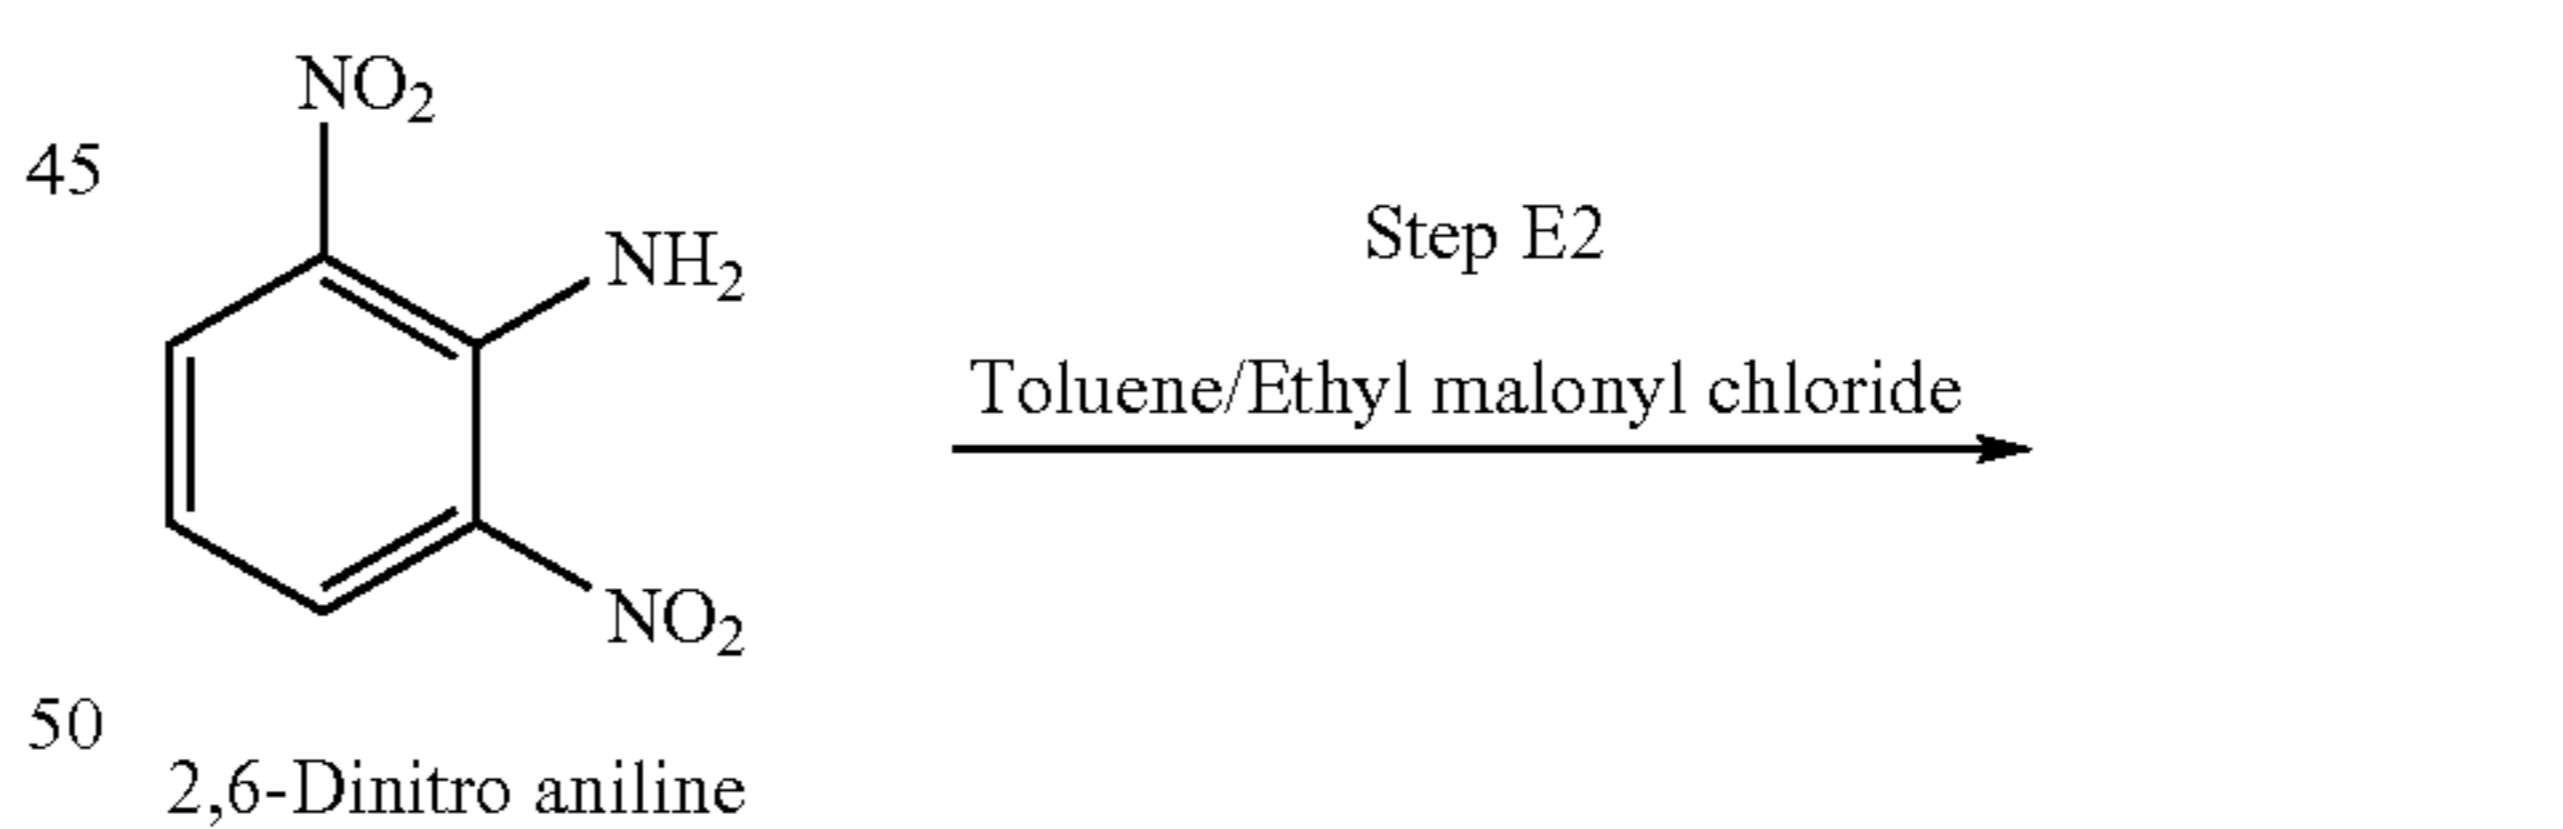 NO2
45
NH2
Step E2
Toluene/Ethyl malonyl chloride
NO2
50
2,6-Dinitro aniline